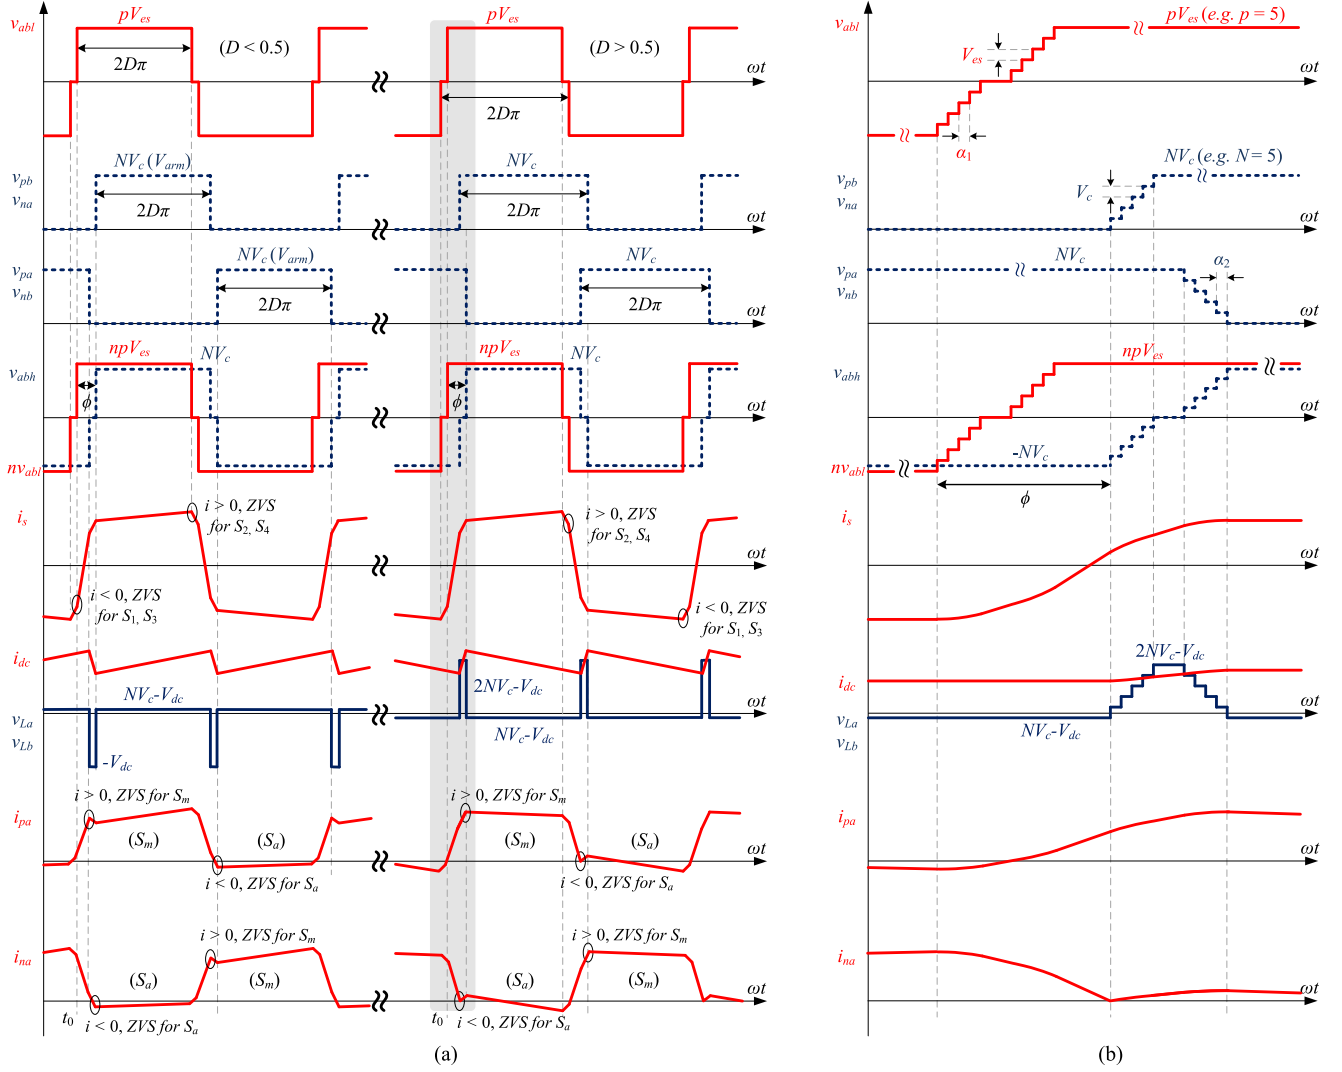 v_abl
pV_es
(D < 0.5)
2Dπ
pV_es
(D > 0.5)
2Dπ
ωt
v_pb
v_na
NV_c (V_arm)
2Dπ
NV_c
2Dπ
ωt
v_pa
v_nb
NV_c (V_arm)
2Dπ
NV_c
2Dπ
ωt
v_abh
nv_abl
npV_es
NV_c
ϕ
npV_es
NV_c
ϕ
ωt
i_s
i > 0, ZVS
for S_2, S_4
i < 0, ZVS
for S_1, S_3
i > 0, ZVS
for S_2, S_4
i < 0, ZVS
for S_1, S_3
ωt
i_dc
v_La
v_Lb
NV_c-V_dc
-V_dc
2NV_c-V_dc
NV_c-V_dc
ωt
i_pa
i > 0, ZVS for S_m
(S_m)
(S_a)
i < 0, ZVS for S_a
i > 0, ZVS for S_m
(S_m)
(S_a)
i < 0, ZVS for S_a
ωt
i_na
i > 0, ZVS for S_m
(S_a)
(S_m)
i < 0, ZVS for S_a
i > 0, ZVS for S_m
(S_a)
(S_m)
i < 0, ZVS for S_a
ωt
t_0
t_0
(a)
v_abl
pV_es (e.g. p = 5)
V_es
α_1
ωt
v_pb
v_na
NV_c (e.g. N = 5)
V_c
ωt
v_pa
v_nb
NV_c
α_2
ωt
v_abh
nv_abl
npV_es
-NV_c
ϕ
ωt
i_s
ωt
i_dc
v_La
v_Lb
2NV_c-V_dc
NV_c-V_dc
ωt
i_pa
ωt
i_na
ωt
(b)